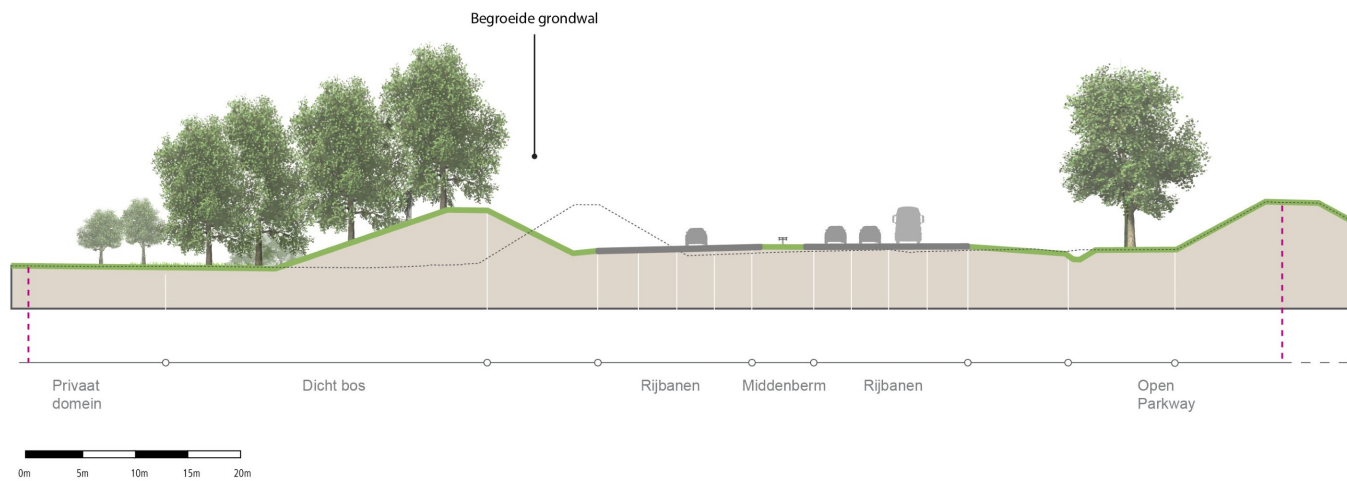 Begroeide grondwal
Privaat
domein
Dicht bos
Rijbanen
Middenberm
Rijbanen
Open
Parkway
0m 5m 10m 15m 20m